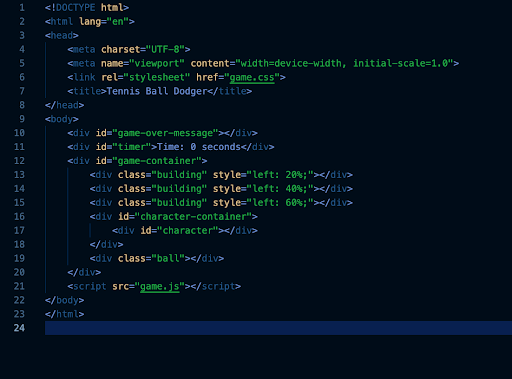 1 <!DOCTYPE html>
2 <html lang="en">
3 <head>
4     <meta charset="UTF-8">
5     <meta name="viewport" content="width=device-width, initial-scale=1.0">
6     <link rel="stylesheet" href="game.css">
7     <title>Tennis Ball Dodger</title>
8 </head>
9 <body>
10     <div id="game-over-message"></div>
11     <div id="timer">Time: 0 seconds</div>
12     <div id="game-container">
13         <div class="building" style="left: 20%;"></div>
14         <div class="building" style="left: 40%;"></div>
15         <div class="building" style="left: 60%;"></div>
16         <div id="character-container">
17             <div id="character"></div>
18         </div>
19         <div class="ball"></div>
20     </div>
21     <script src="game.js"></script>
22 </body>
23 </html>
24